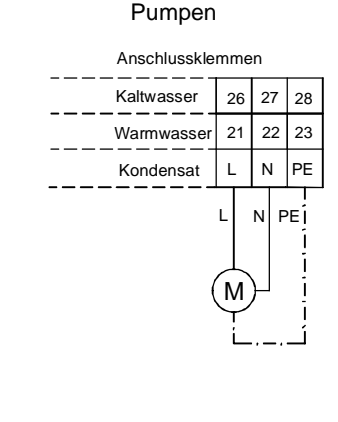 Pumpen
Anschlussklemmen
Kaltwasser 26 27 28
Warmwasser 21 22 23
Kondensat L N PE
L N PE
M